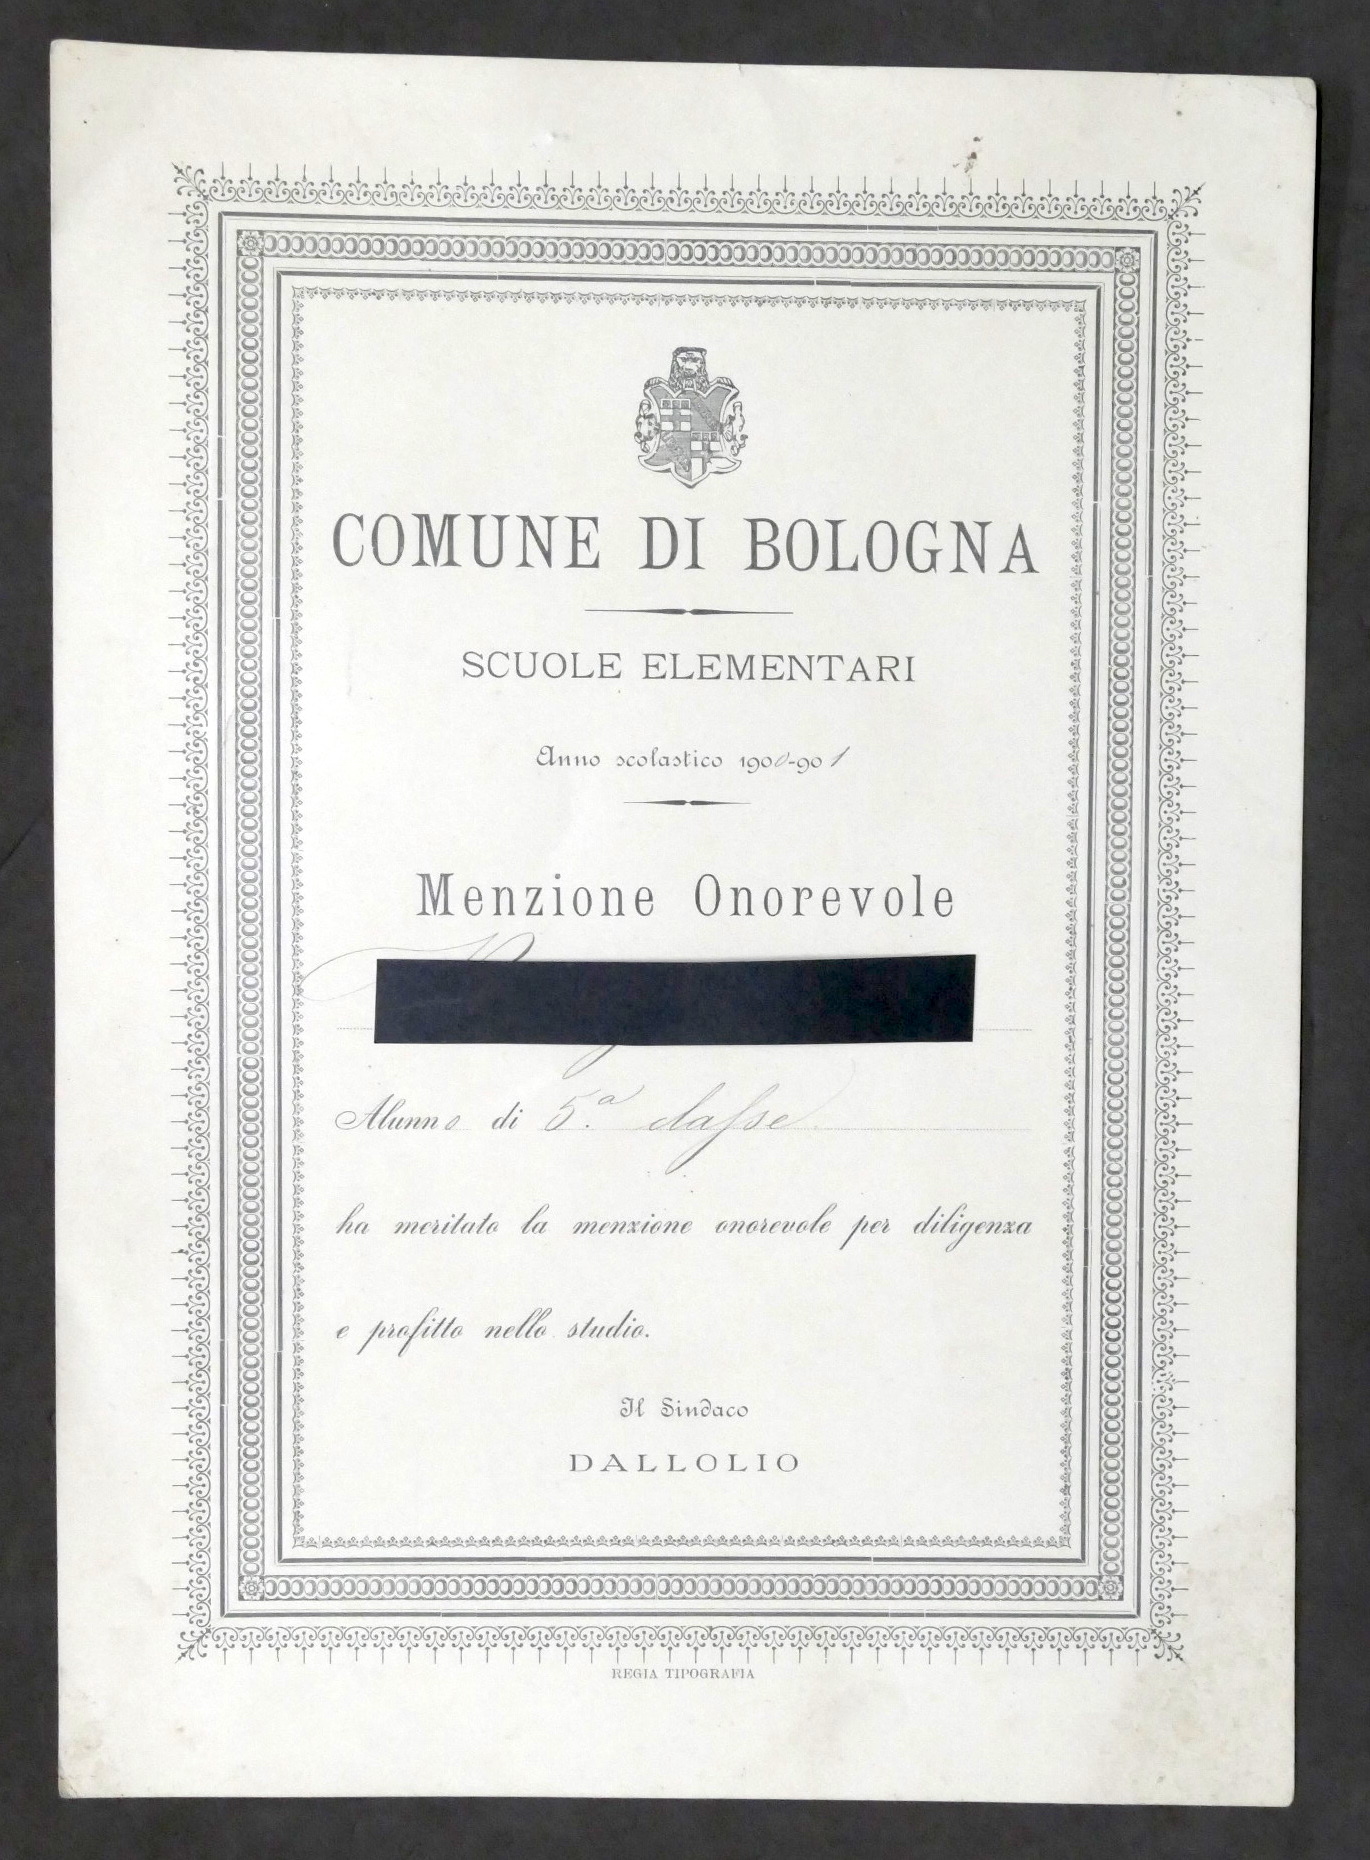 COMUNE DI BOLOGNA
SCUOLE ELEMENTARI
Anno scolastico 1900-901
Menzione Onorevole
Alunno di 5.a claſse
ha meritato la menzione onorevole per diligenza
e profitto nello studio.
Il Sindaco
DALLOLIO
REGIA TIPOGRAFIA